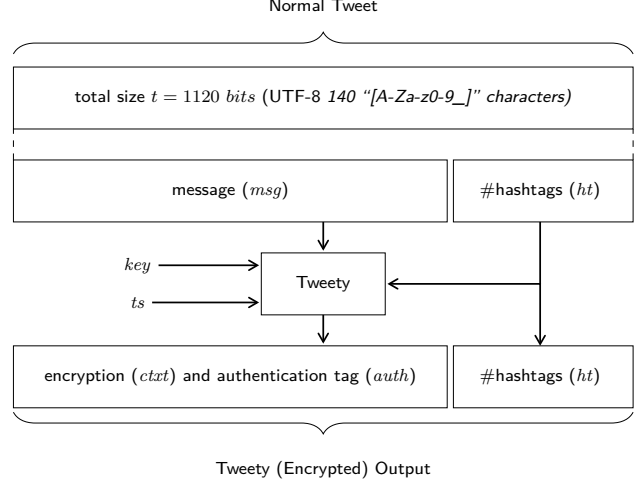 Normal Tweet
total size t = 1120 bits (UTF-8 140 “[A-Za-z0-9_]” characters)
message (msg)
#hashtags (ht)
key
Tweety
ts
encryption (ctxt) and authentication tag (auth)
#hashtags (ht)
Tweety (Encrypted) Output